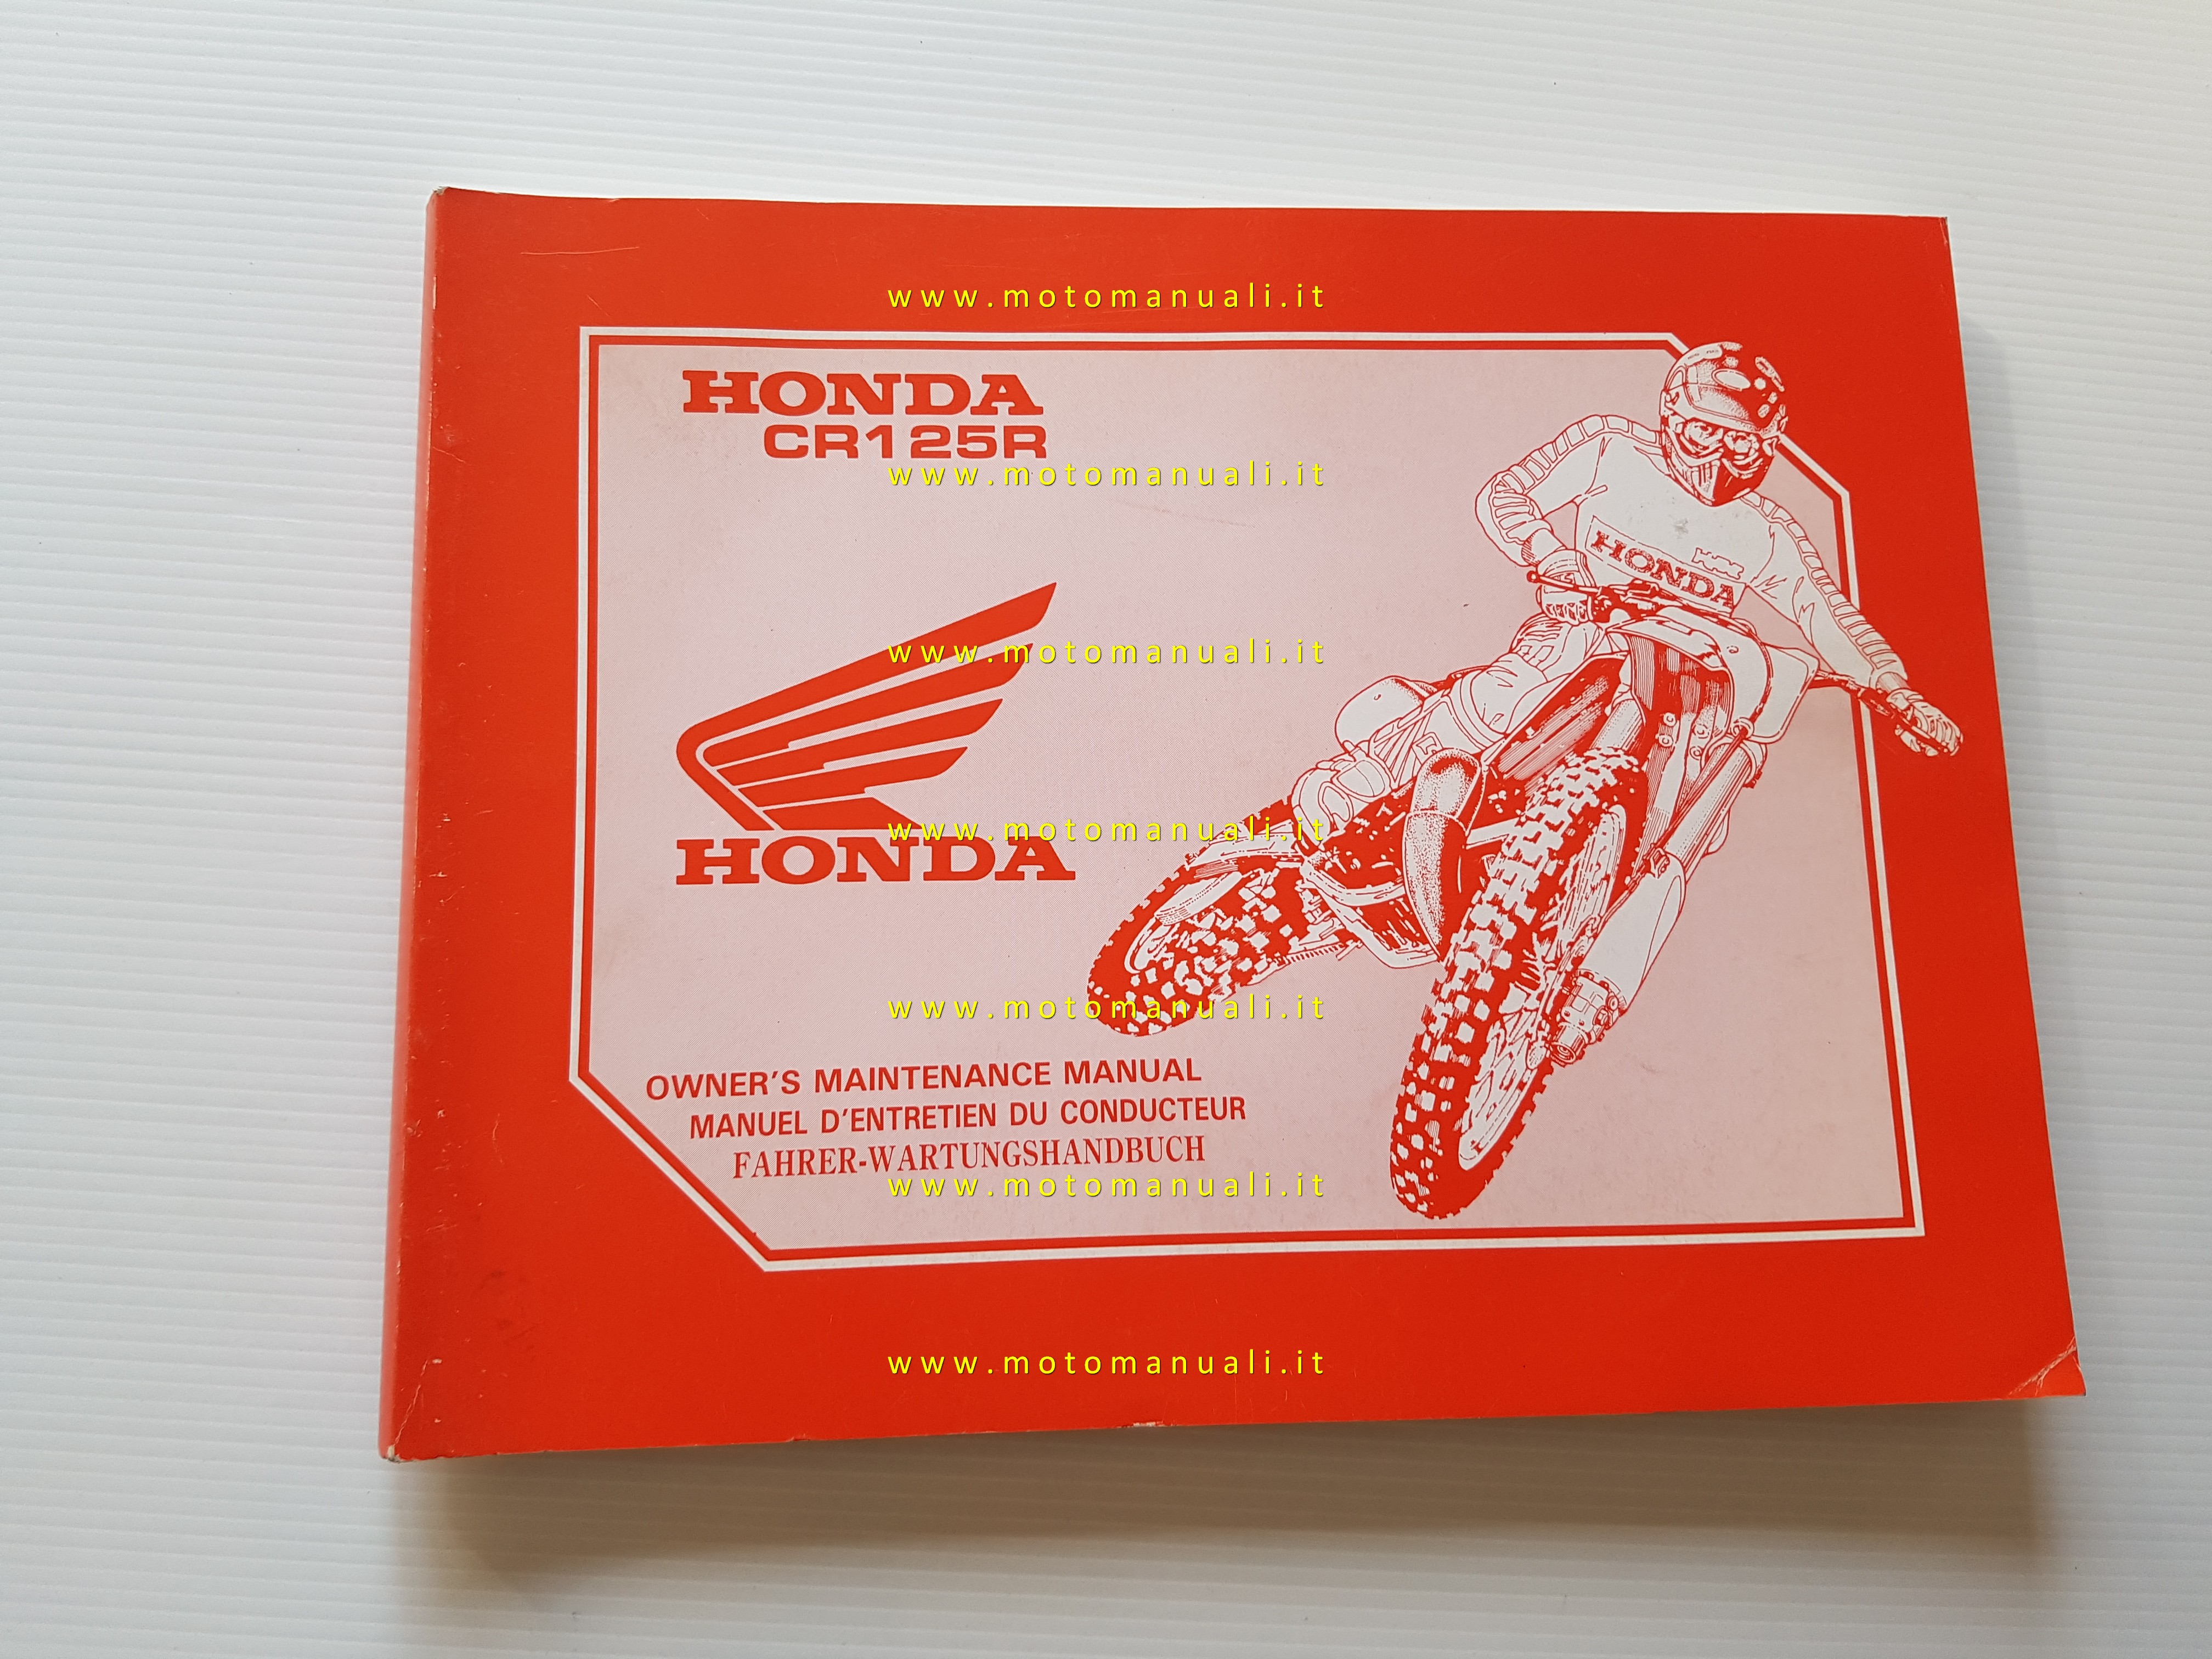 www.motomanuali.it
HONDA
CR125R
www.motomanuali.it
HONDA
www.motomanuali.it
www.motomanuali.it
HONDA
www.motomanuali.it
OWNER'S MAINTENANCE MANUAL
MANUEL D'ENTRETIEN DU CONDUCTEUR
FAHRER-WARTUNGSHANDBUCH
www.motomanuali.it
www.motomanuali.it